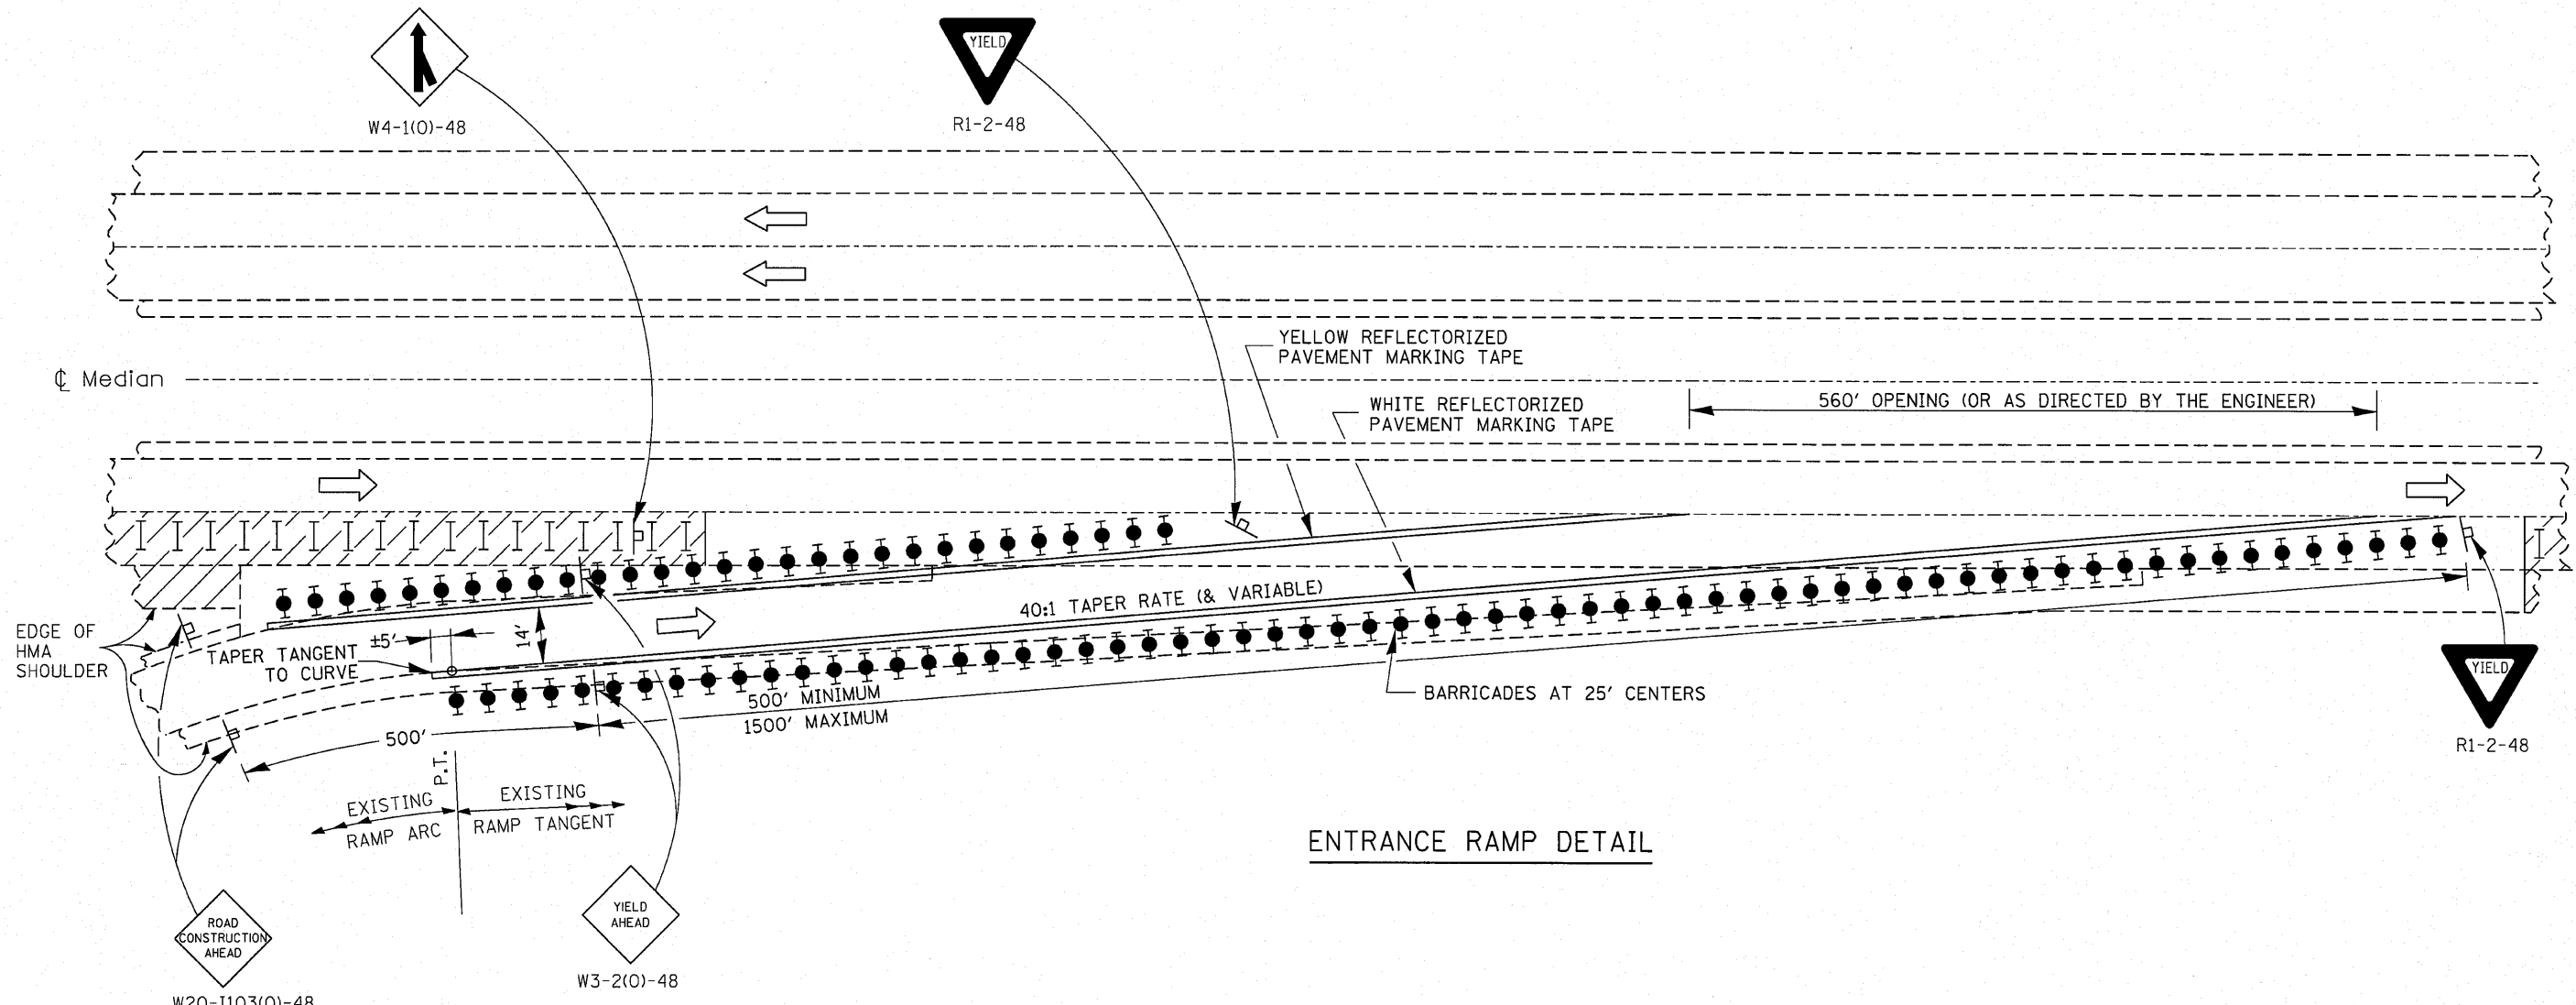 YIELD
W4-1(O)-48
R1-2-48
YELLOW REFLECTORIZED
PAVEMENT MARKING TAPE
℄ Median
WHITE REFLECTORIZED
PAVEMENT MARKING TAPE
560' OPENING (OR AS DIRECTED BY THE ENGINEER)
40:1 TAPER RATE (& VARIABLE)
EDGE OF
HMA
SHOULDER
±5'
14'
TAPER TANGENT
TO CURVE
500' MINIMUM
1500' MAXIMUM
BARRICADES AT 25' CENTERS
YIELD
R1-2-48
500'
P.T.
EXISTING
RAMP ARC
EXISTING
RAMP TANGENT
ENTRANCE RAMP DETAIL
ROAD
CONSTRUCTION
AHEAD
YIELD
AHEAD
W3-2(O)-48
W20-I103(O)-48